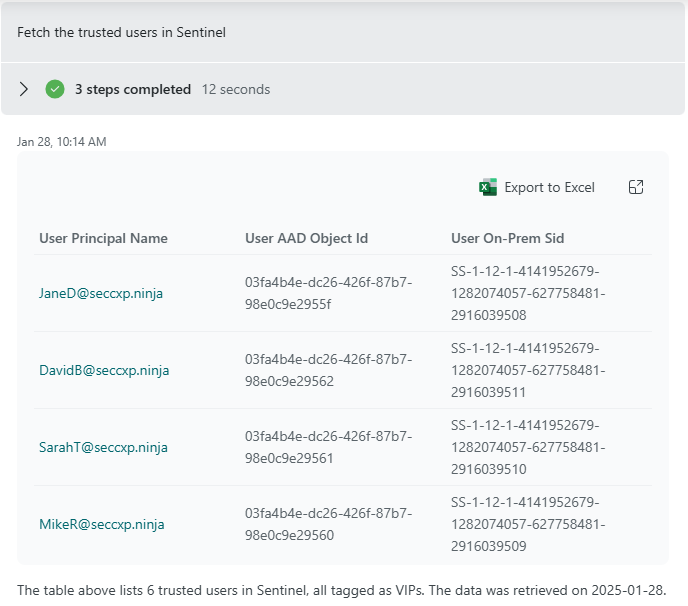 Fetch the trusted users in Sentinel
3 steps completed 12 seconds
Jan 28, 10:14 AM
Export to Excel
User Principal Name User AAD Object Id User On-Prem Sid
JaneD@seccxp.ninja 03fa4b4e-dc26-426f-87b7-98e0c9e2955f SS-1-12-1-4141952679-1282074057-627758481-2916039508
DavidB@seccxp.ninja 03fa4b4e-dc26-426f-87b7-98e0c9e29562 SS-1-12-1-4141952679-1282074057-627758481-2916039511
SarahT@seccxp.ninja 03fa4b4e-dc26-426f-87b7-98e0c9e29561 SS-1-12-1-4141952679-1282074057-627758481-2916039510
MikeR@seccxp.ninja 03fa4b4e-dc26-426f-87b7-98e0c9e29560 SS-1-12-1-4141952679-1282074057-627758481-2916039509
The table above lists 6 trusted users in Sentinel, all tagged as VIPs. The data was retrieved on 2025-01-28.